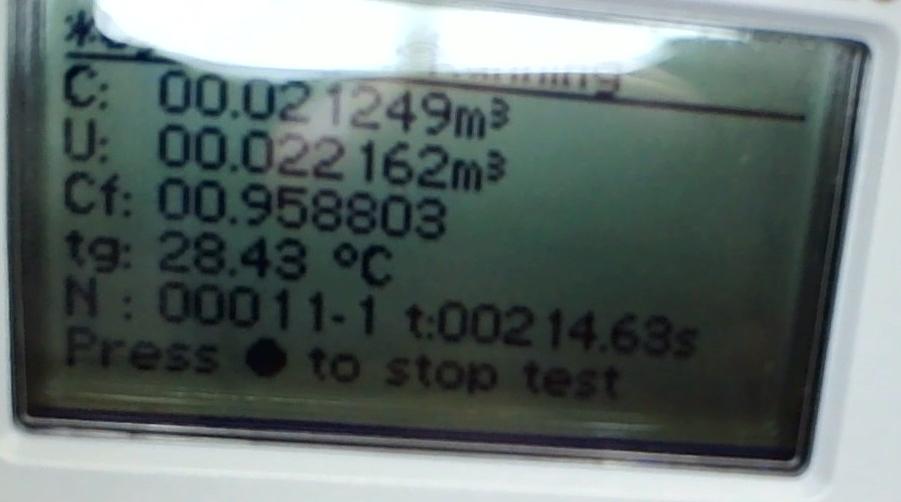 C: 00.021249m³
U: 00.022162m³
Cf: 00.958803
tg: 28.43 °C
N : 00011-1 t:00214.63s
Press ● to stop test